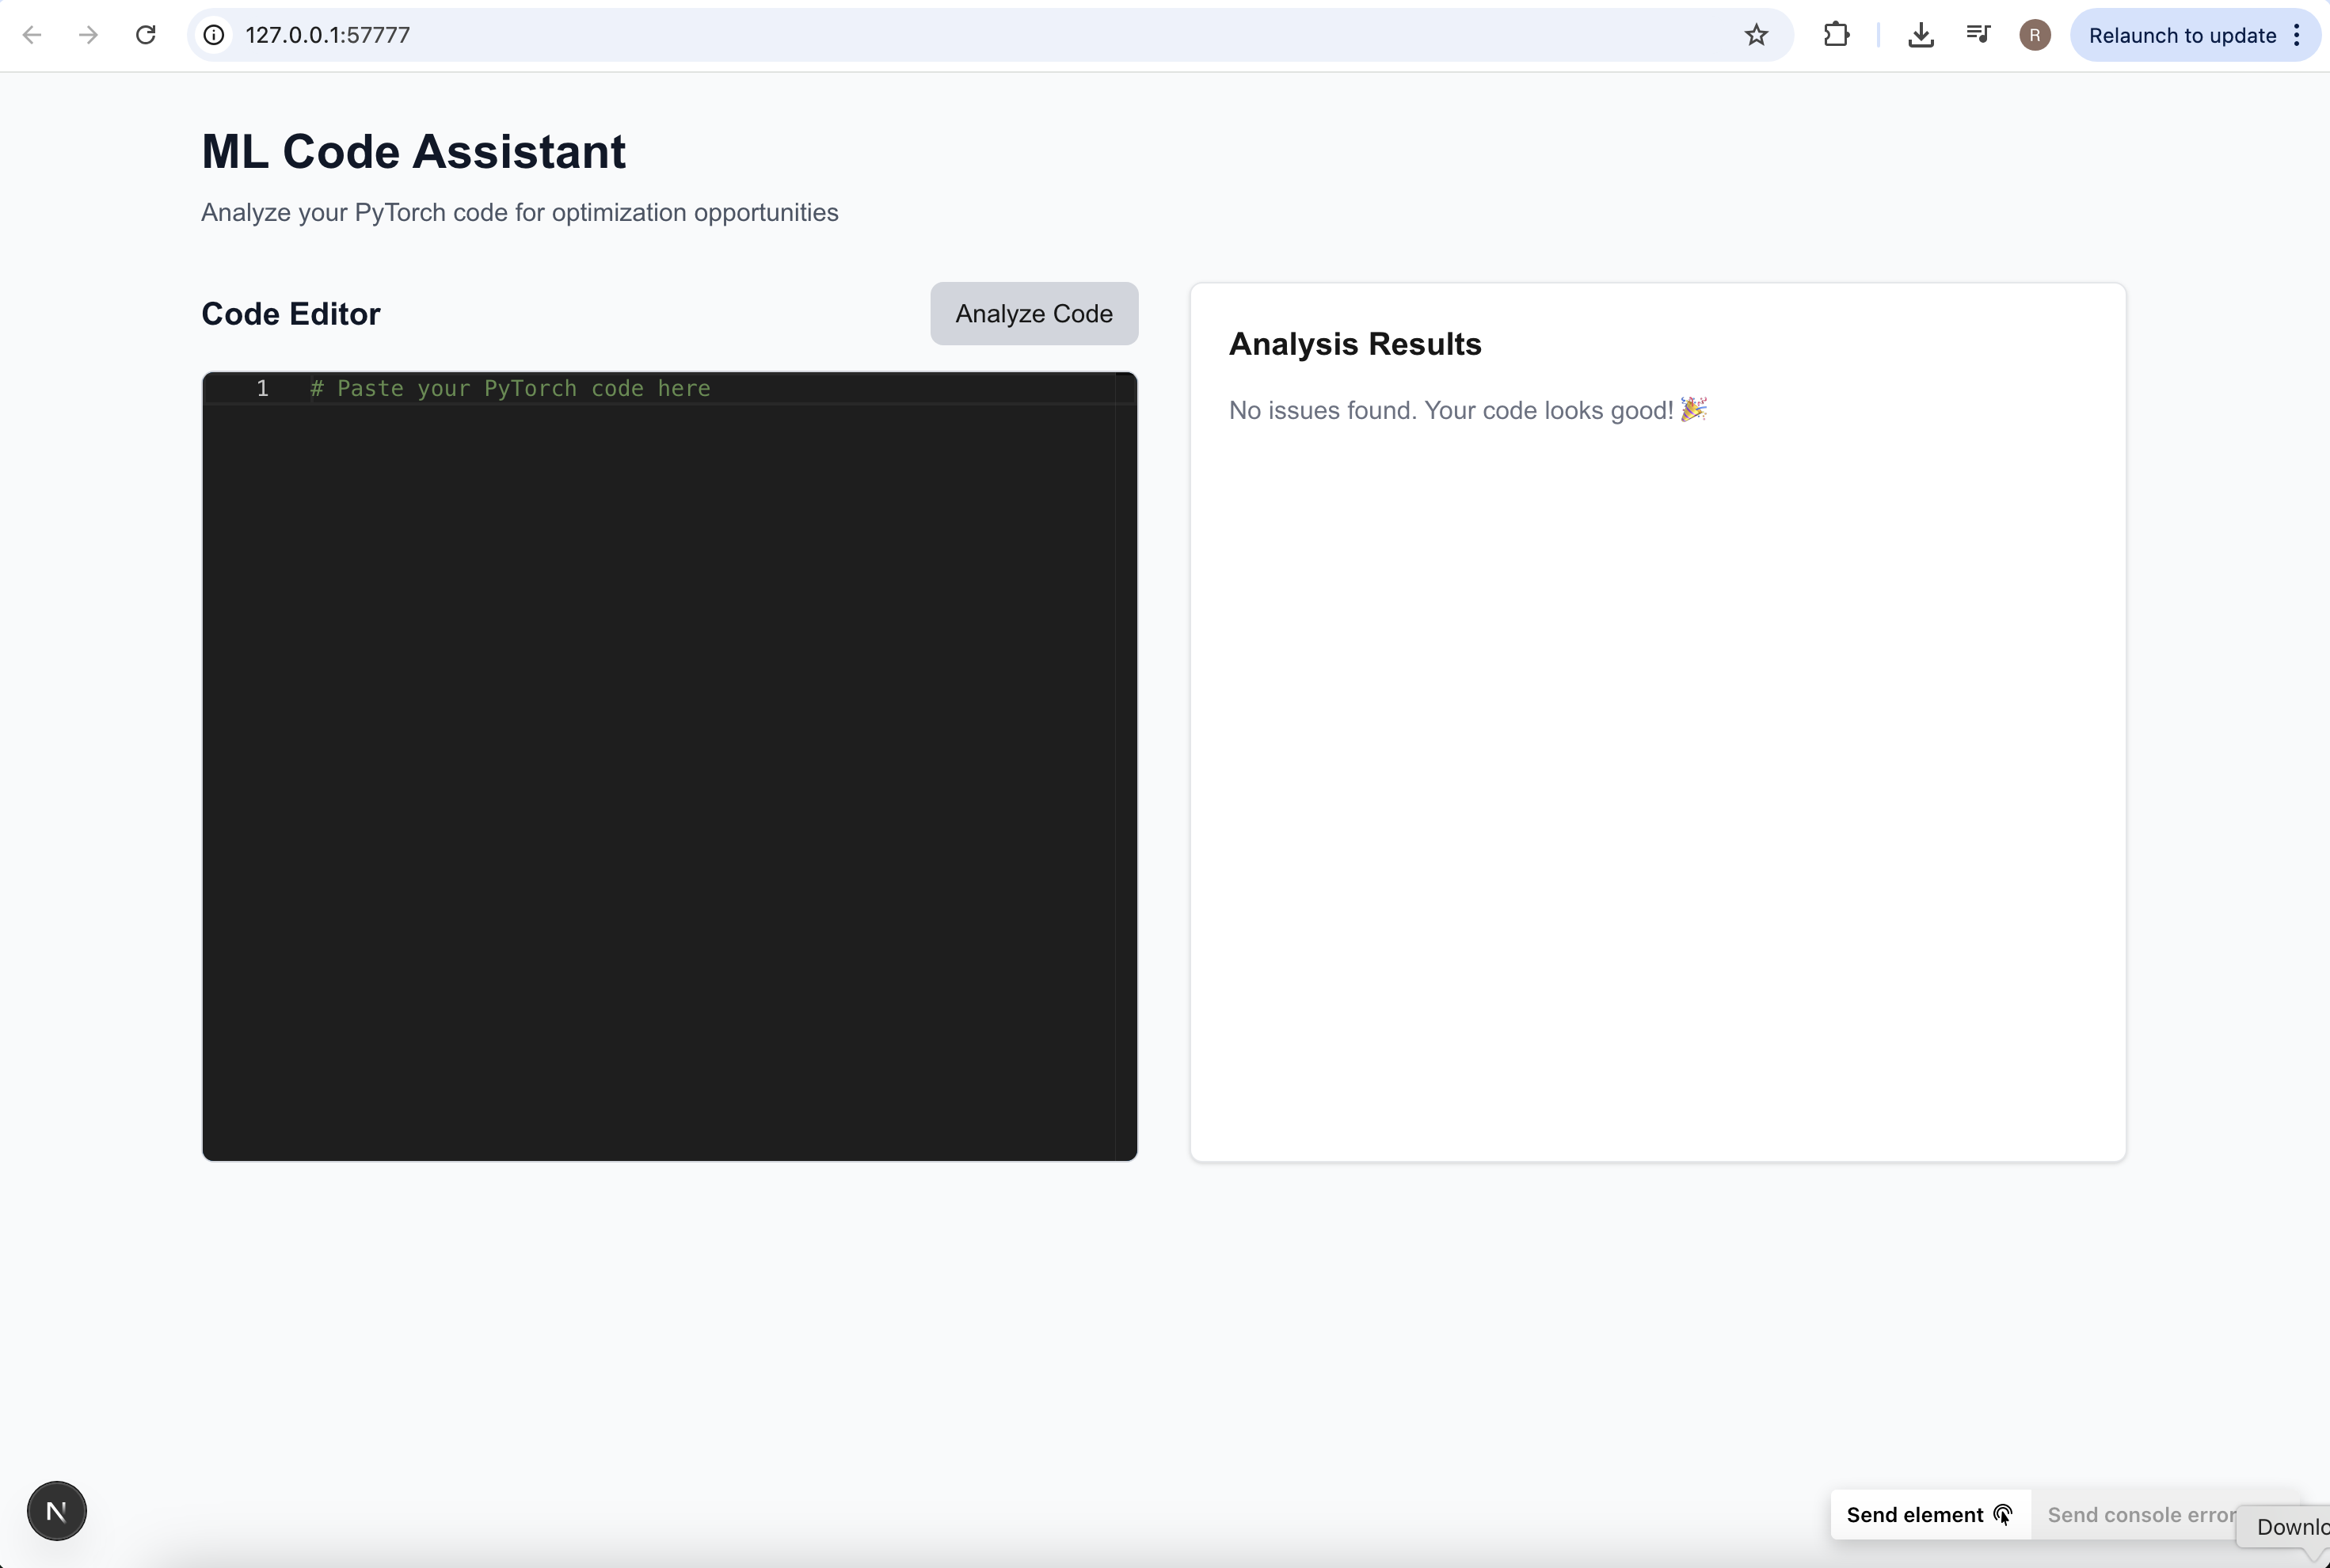 127.0.0.1:57777
R
Relaunch to update
ML Code Assistant
Analyze your PyTorch code for optimization opportunities
Code Editor
Analyze Code
1 # Paste your PyTorch code here
Analysis Results
No issues found. Your code looks good! 🎉
N
Send element
Send console error
Downlo